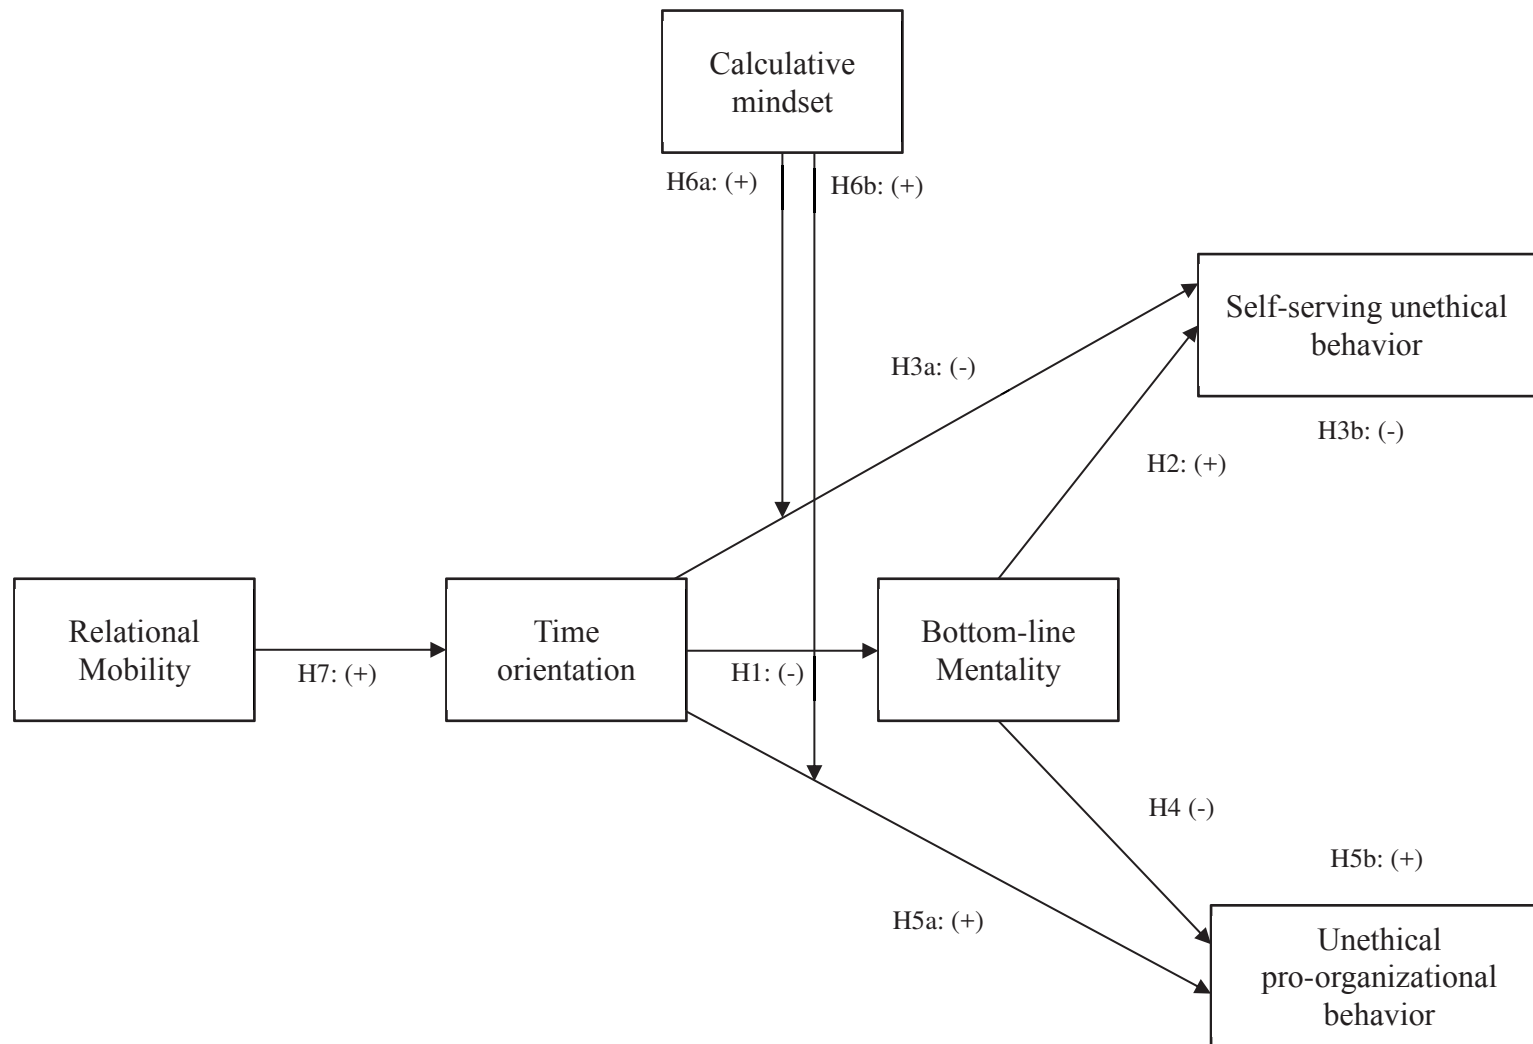 Calculative
mindset
H6a: (+)
H6b: (+)
Self-serving unethical
behavior
H3a: (-)
H3b: (-)
H2: (+)
Relational
Mobility
H7: (+)
Time
orientation
H1: (-)
Bottom-line
Mentality
H4 (-)
H5b: (+)
H5a: (+)
Unethical
pro-organizational
behavior